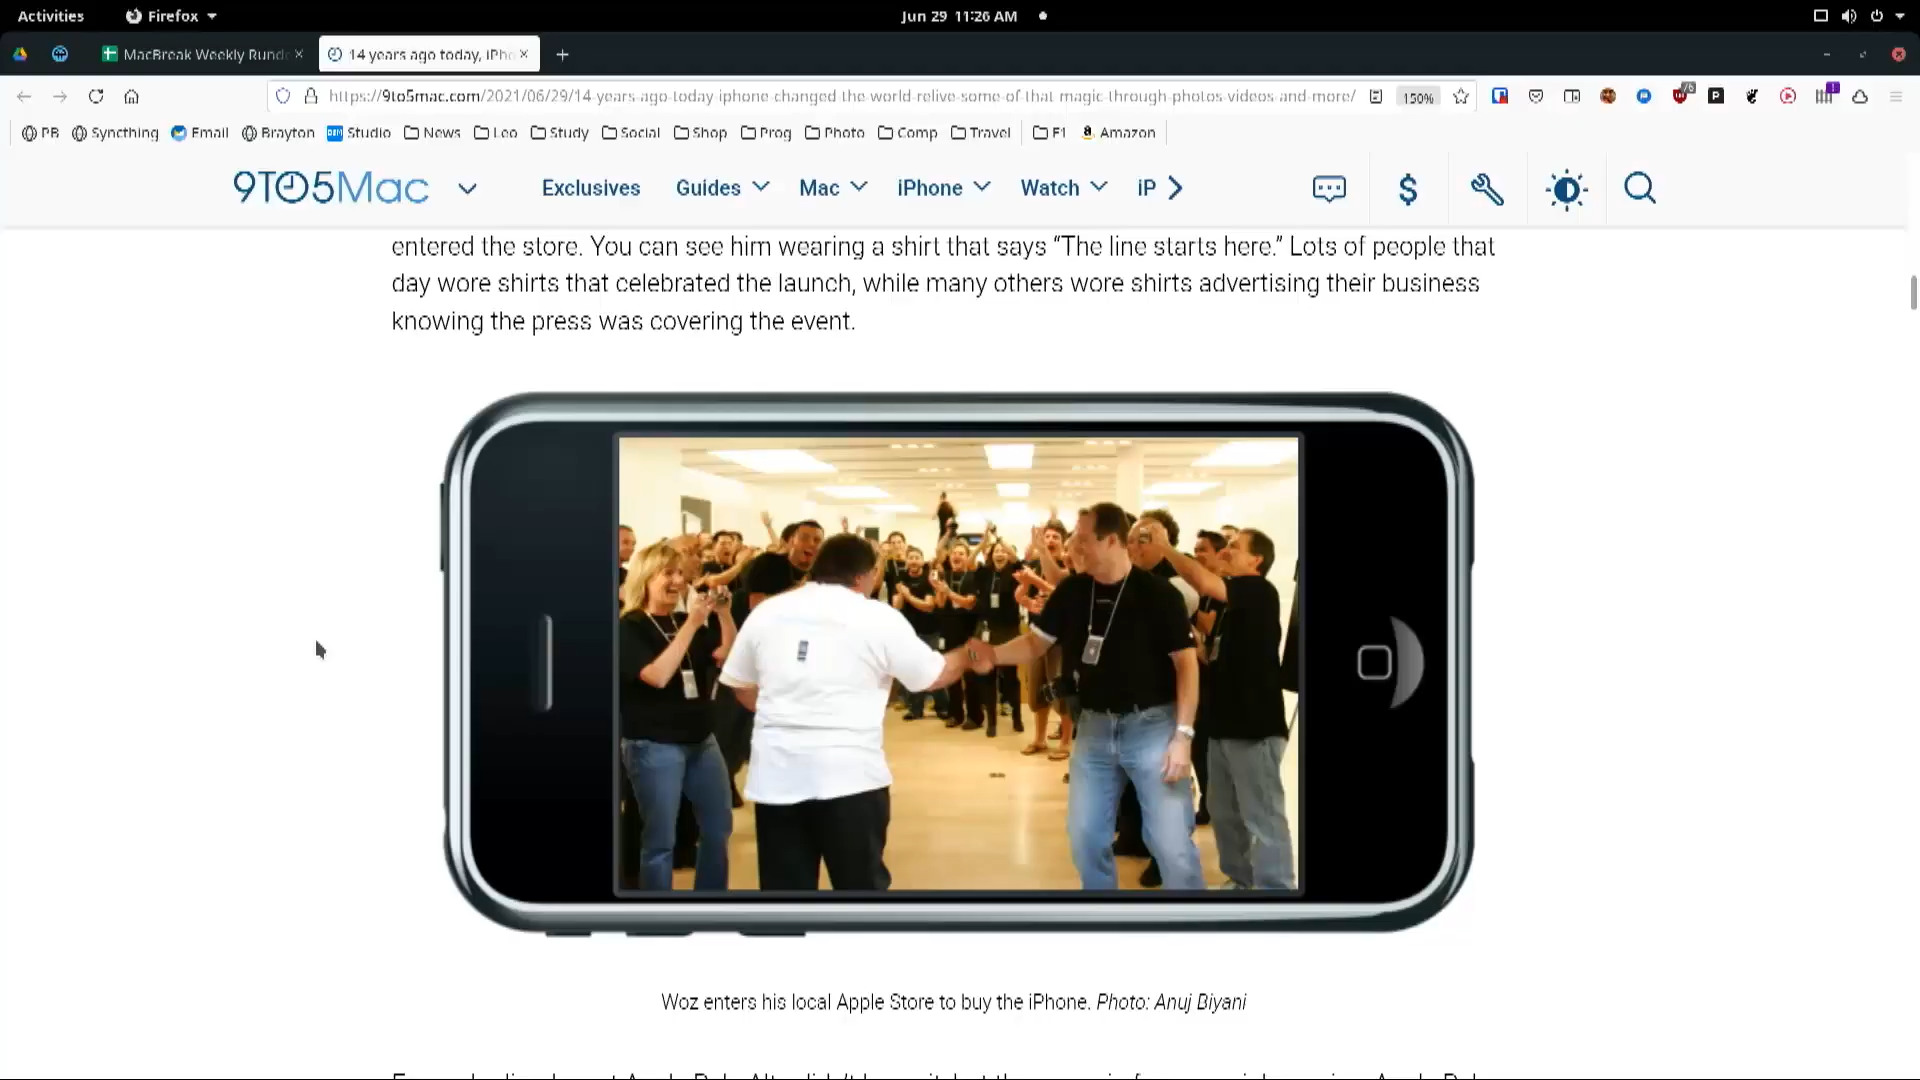 Activities
Firefox
Jun 29 11:26 AM
MacBreak Weekly Rund
14 years ago today, iPho
https://9to5mac.com/2021/06/29/14-years-ago-today-iphone-changed-the-world-relive-some-of-that-magic-through-photos-videos-and-more/
150%
PB
Syncthing
Email
Brayton
Studio
News
Leo
Study
Social
Shop
Prog
Photo
Comp
Travel
F1
Amazon
9TO5Mac
Exclusives
Guides
Mac
iPhone
Watch
iP
entered the store. You can see him wearing a shirt that says “The line starts here.” Lots of people that
day wore shirts that celebrated the launch, while many others wore shirts advertising their business
knowing the press was covering the event.
Woz enters his local Apple Store to buy the iPhone. Photo: Anuj Biyani